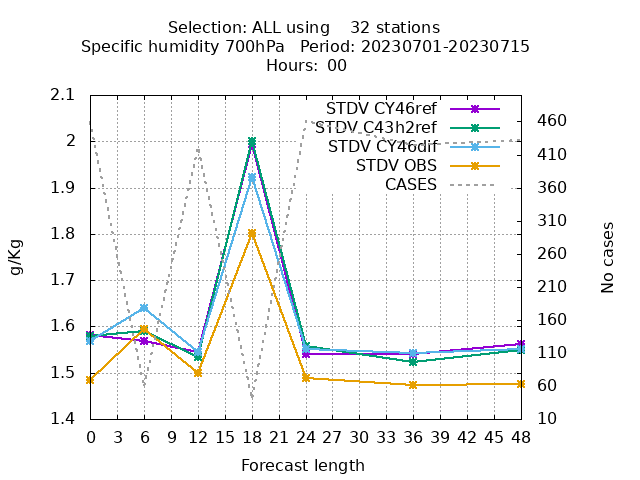 Selection: ALL using    32 stations
Specific humidity 700hPa   Period: 20230701-20230715
Hours: 00
STDV CY46ref
STDV C43h2ref
STDV CY46dif
STDV OBS
CASES
g/Kg
2.1
2
1.9
1.8
1.7
1.6
1.5
1.4
460
410
360
310
260
210
160
110
60
10
No cases
0 3 6 9 12 15 18 21 24 27 30 33 36 39 42 45 48
Forecast length